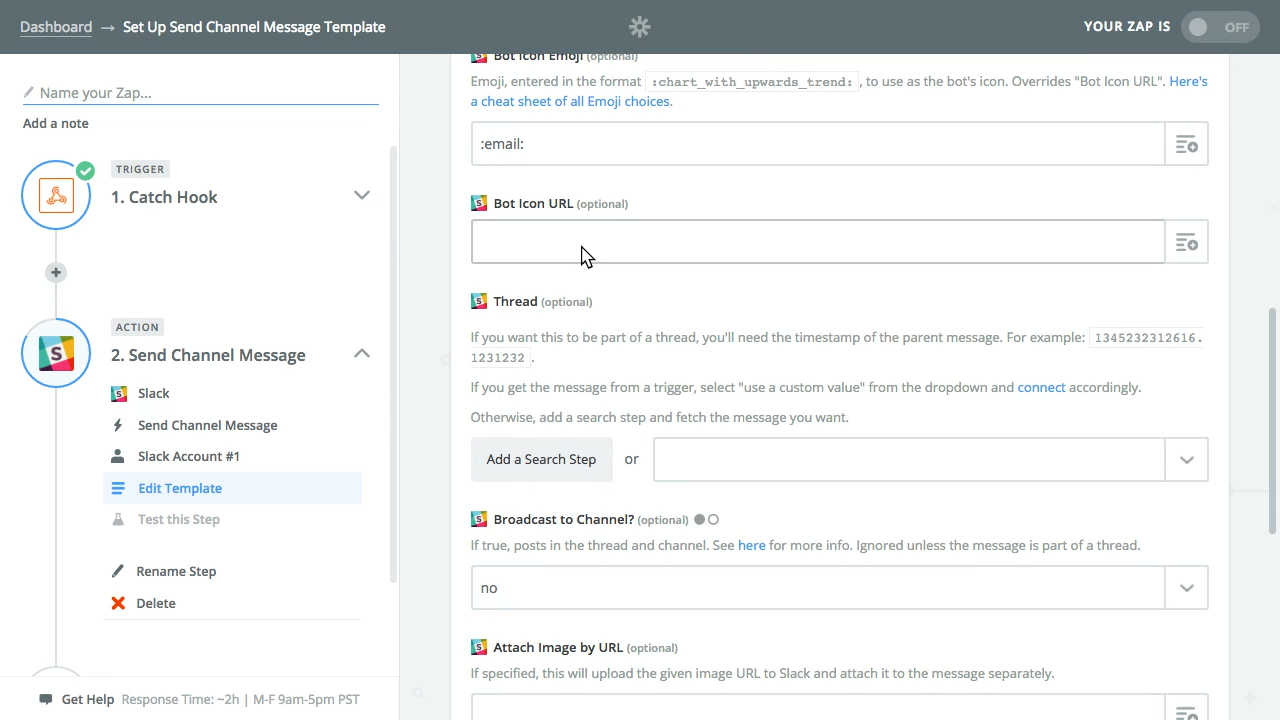 Dashboard → Set Up Send Channel Message Template
YOUR ZAP IS OFF
Name your Zap...
Add a note
TRIGGER
1. Catch Hook
ACTION
2. Send Channel Message
Slack
Send Channel Message
Slack Account #1
Edit Template
Test this Step
Rename Step
Delete
Get Help Response Time: ~2h | M-F 9am-5pm PST
Bot Icon Emoji (optional)
Emoji, entered in the format :chart_with_upwards_trend: , to use as the bot's icon. Overrides "Bot Icon URL". Here's
a cheat sheet of all Emoji choices.
:email:
Bot Icon URL (optional)
Thread (optional)
If you want this to be part of a thread, you'll need the timestamp of the parent message. For example: 1345232312616.
1231232 .
If you get the message from a trigger, select "use a custom value" from the dropdown and connect accordingly.
Otherwise, add a search step and fetch the message you want.
Add a Search Step or
Broadcast to Channel? (optional)
If true, posts in the thread and channel. See here for more info. Ignored unless the message is part of a thread.
no
Attach Image by URL (optional)
If specified, this will upload the given image URL to Slack and attach it to the message separately.